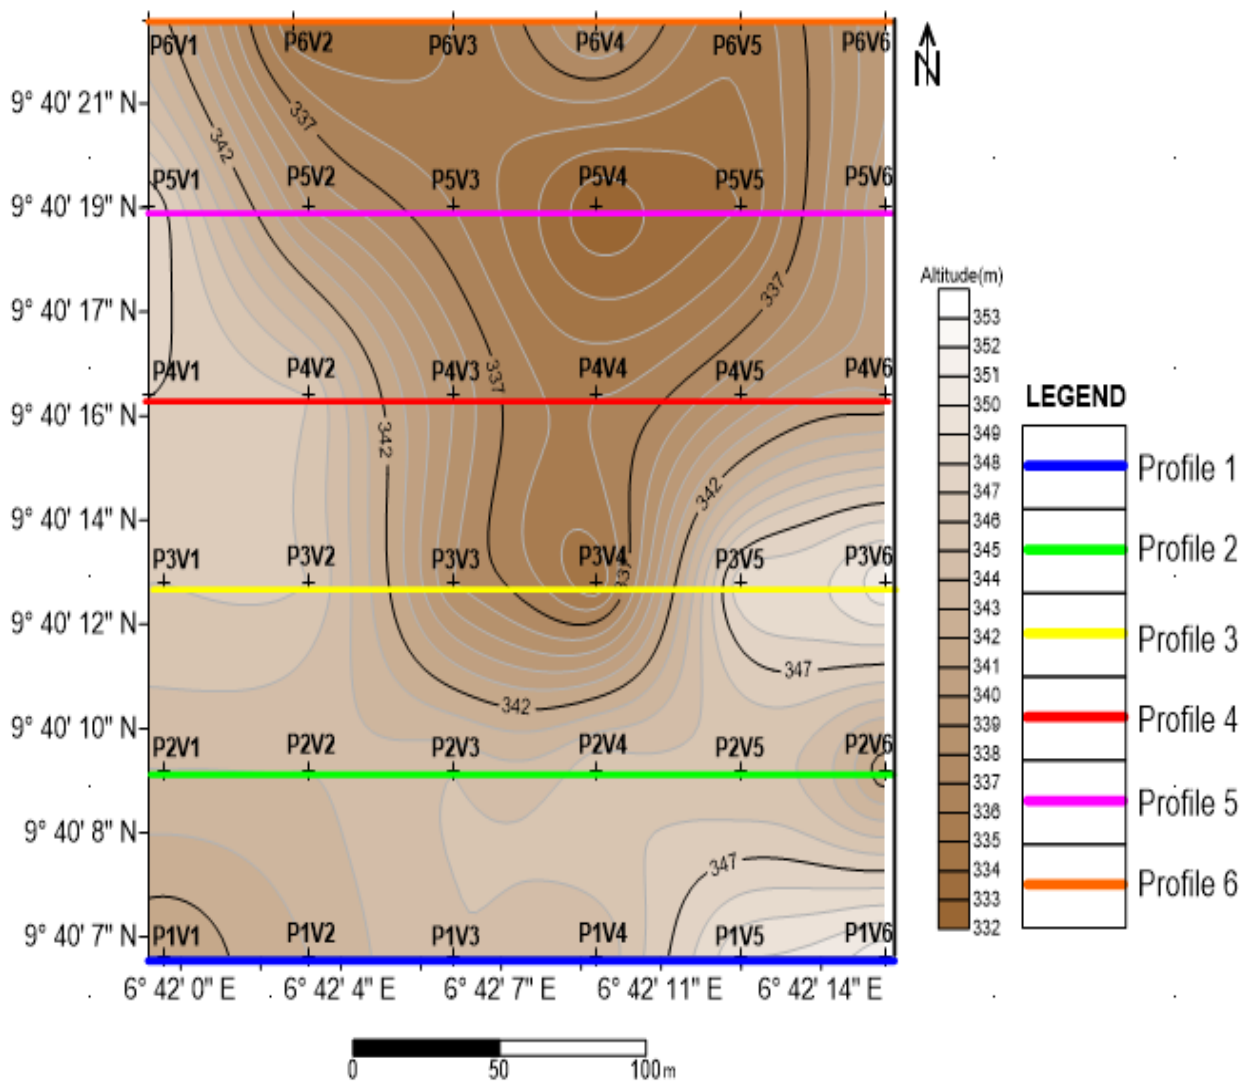 P6V1 P6V2 P6V3 P6V4 P6V5 P6V6
N
9° 40' 21" N
337
342
P5V1 P5V2 P5V3 P5V4 P5V5 P5V6
9° 40' 19" N
337
9° 40' 17" N
P4V1 P4V2 P4V3 P4V4 P4V5 P4V6
337
9° 40' 16" N
342
342
9° 40' 14" N
P3V1 P3V2 P3V3 P3V4 P3V5 P3V6
337
9° 40' 12" N
347
342
9° 40' 10" N
P2V1 P2V2 P2V3 P2V4 P2V5 P2V6
9° 40' 8" N
347
9° 40' 7" N
P1V1 P1V2 P1V3 P1V4 P1V5 P1V6
6° 42' 0" E 6° 42' 4" E 6° 42' 7" E 6° 42' 11" E 6° 42' 14" E
0 50 100m
Altitude(m)
353
352
351
350
349
348
347
346
345
344
343
342
341
340
339
338
337
336
335
334
333
332
LEGEND
Profile 1
Profile 2
Profile 3
Profile 4
Profile 5
Profile 6